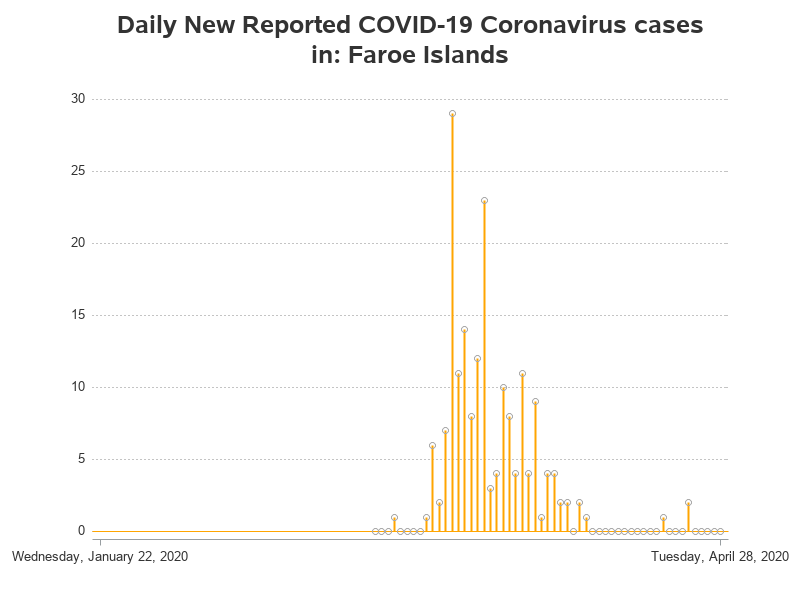 Daily New Reported COVID-19 Coronavirus cases
in: Faroe Islands
30
25
20
15
10
5
0
Wednesday, January 22, 2020 Tuesday, April 28, 2020